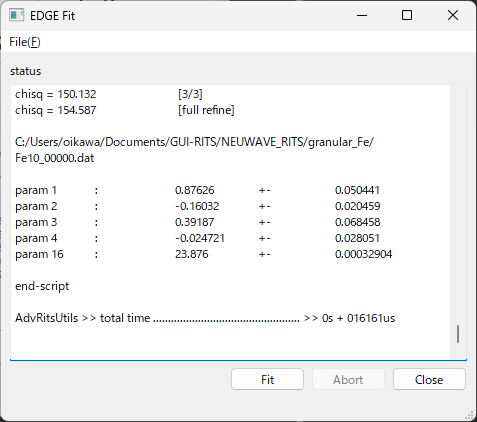 EDGE Fit
File(F)
status
chisq = 150.132 [3/3]
chisq = 154.587 [full refine]
C:/Users/oikawa/Documents/GUI-RITS/NEUWAVE_RITS/granular_Fe/
Fe10_00000.dat
param 1 : 0.87626 +- 0.050441
param 2 : -0.16032 +- 0.020459
param 3 : 0.39187 +- 0.068458
param 4 : -0.024721 +- 0.028051
param 16 : 23.876 +- 0.00032904
end-script
AdvRitsUtils >> total time ................................................. >> 0s + 016161us
Fit Abort Close